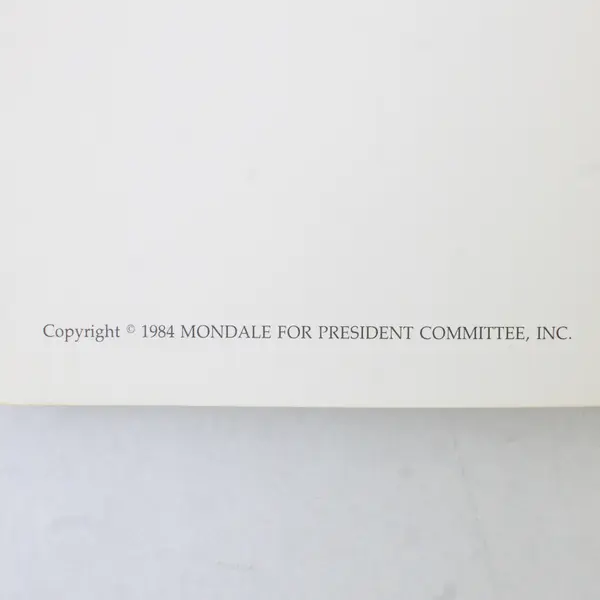 Copyright © 1984 MONDALE FOR PRESIDENT COMMITTEE, INC.